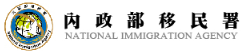 內政部移民署
NATIONAL IMMIGRATION AGENCY